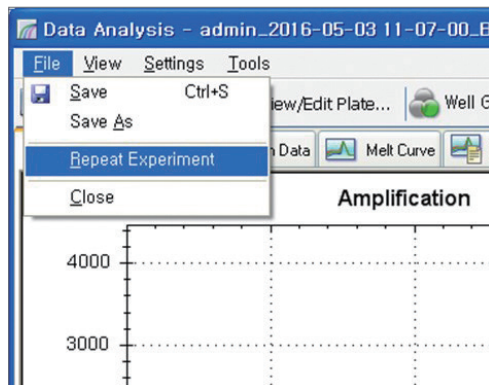 Data Analysis - admin_2016-05-03 11-07-00_B
File View Settings Tools
Save Ctrl+S
Save As
Repeat Experiment
Close
iew/Edit Plate...
Well G
n Data
Melt Curve
Amplification
4000
3000